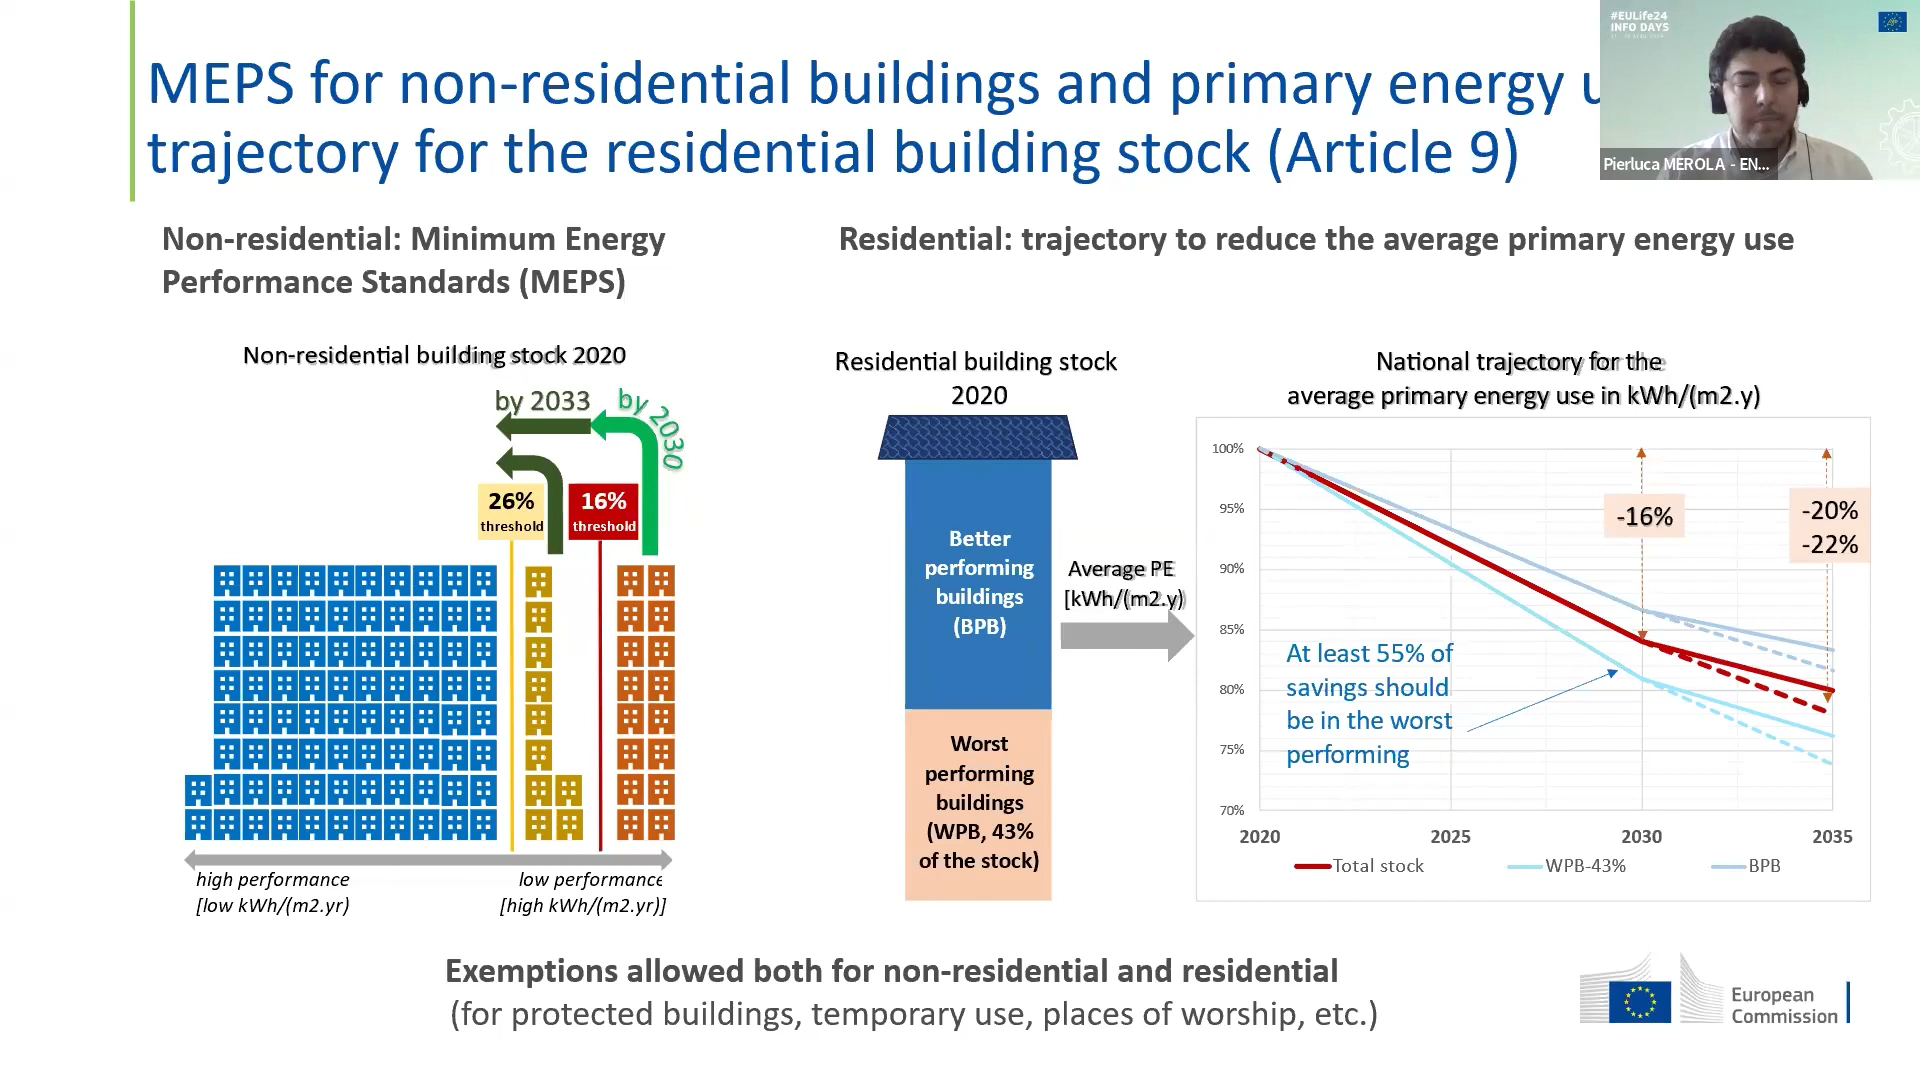 #EULife24
INFO DAYS
MEPS for non-residential buildings and primary energy u
trajectory for the residential building stock (Article 9)
Pierluca MEROLA - EN...
Non-residential: Minimum Energy
Performance Standards (MEPS)
Residential: trajectory to reduce the average primary energy use
Non-residential building stock 2020
by 2033
by 2030
26%
threshold
16%
threshold
high performance
[low kWh/(m2.yr)
low performance
[high kWh/(m2.yr)]
Residential building stock
2020
Better
performing
buildings
(BPB)
Worst
performing
buildings
(WPB, 43%
of the stock)
Average PE
[kWh/(m2.y)
National trajectory for the
average primary energy use in kWh/(m2.y)
100%
95%
90%
85%
80%
75%
70%
-16%
-20%
-22%
At least 55% of
savings should
be in the worst
performing
2020 2025 2030 2035
Total stock WPB-43% BPB
Exemptions allowed both for non-residential and residential
(for protected buildings, temporary use, places of worship, etc.)
European
Commission